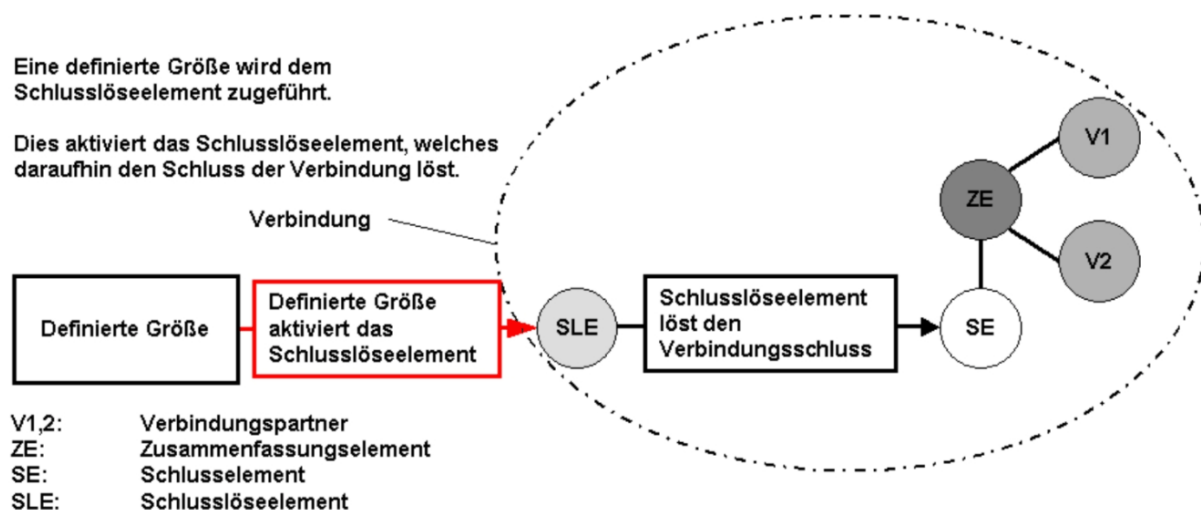 Eine definierte Größe wird dem
Schlusslöseelement zugeführt.
Dies aktiviert das Schlusslöseelement, welches
daraufhin den Schluss der Verbindung löst.
Verbindung
V1
ZE
V2
Definierte Größe
Definierte Größe
aktiviert das
Schlusslöseelement
SLE
Schlusslöseelement
löst den
Verbindungsschluss
SE
V1,2: Verbindungspartner
ZE: Zusammenfassungselement
SE: Schlusselement
SLE: Schlusslöseelement